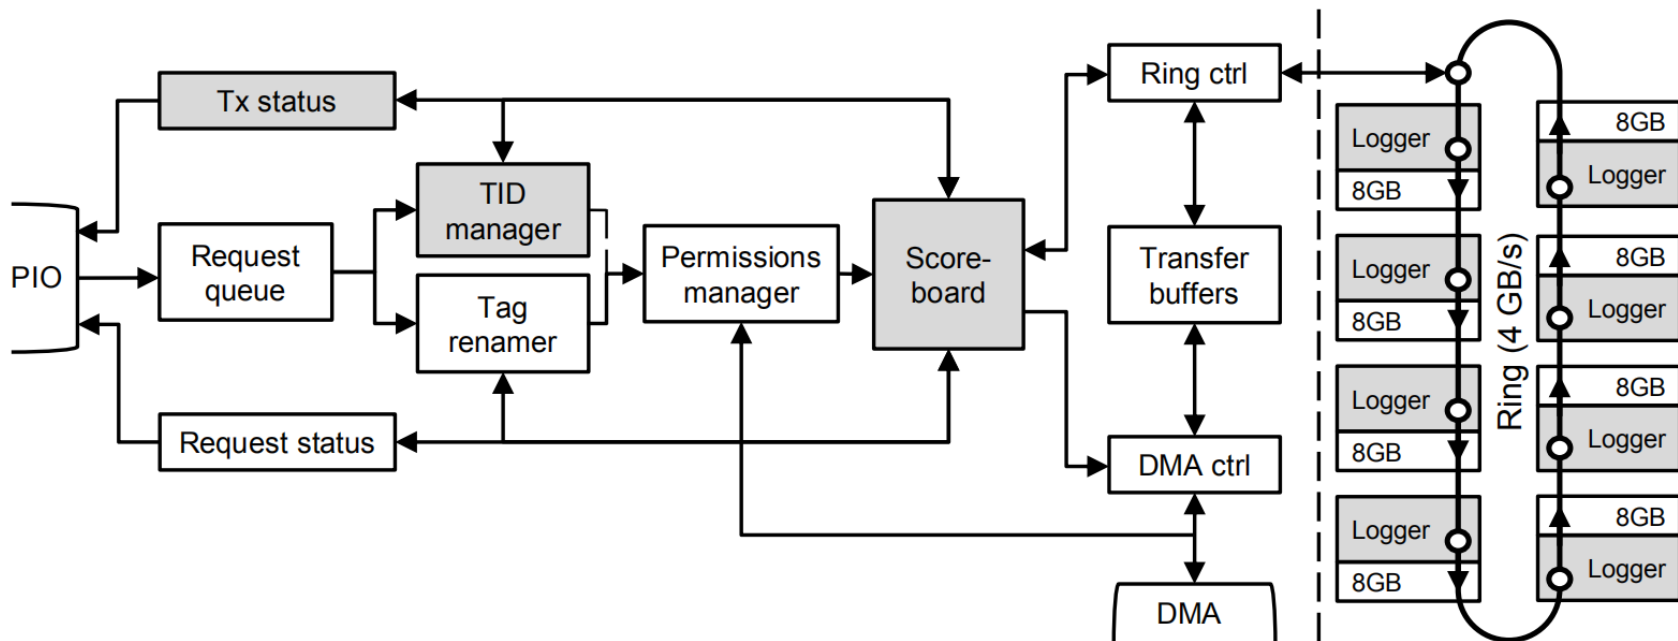 Tx status
TID
manager
PIO
Request
queue
Tag
renamer
Permissions
manager
Score-
board
Request status
Ring ctrl
Transfer
buffers
DMA ctrl
DMA
Logger
8GB
Logger
8GB
Logger
8GB
Logger
8GB
Ring (4 GB/s)
8GB
Logger
8GB
Logger
8GB
Logger
8GB
Logger